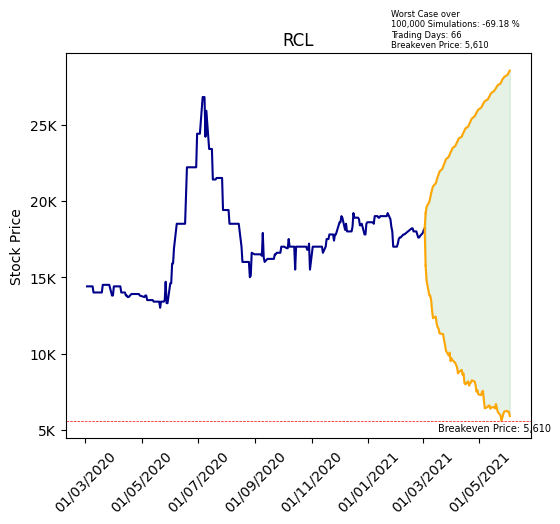 Worst Case over
100,000 Simulations: -69.18 %
Trading Days: 66
Breakeven Price: 5,610
RCL
Stock Price
25K
20K
15K
10K
5K
Breakeven Price: 5,610
01/03/2020
01/05/2020
01/07/2020
01/09/2020
01/11/2020
01/01/2021
01/03/2021
01/05/2021